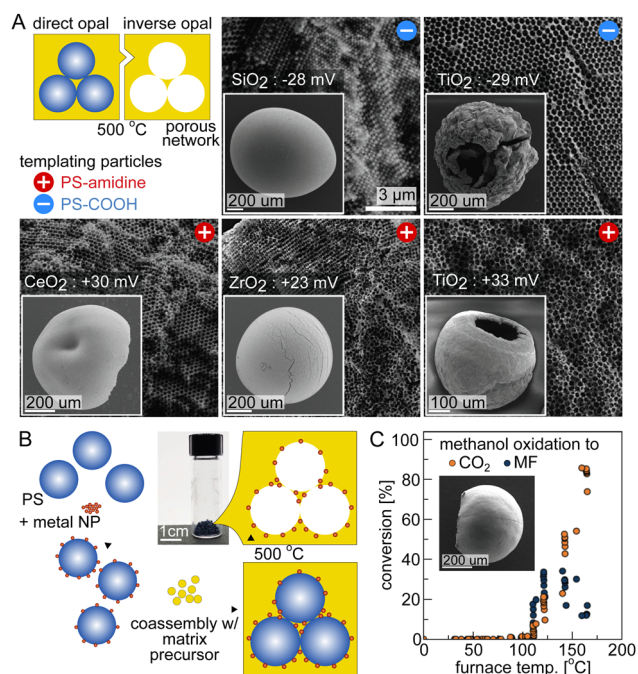 A
direct opal
inverse opal
500 °C
porous
network
templating particles
+ PS-amidine
− PS-COOH
−
SiO2 : -28 mV
200 um
3 µm
−
TiO2 : -29 mV
200 um
+
CeO2 : +30 mV
200 um
+
ZrO2 : +23 mV
200 um
+
TiO2 : +33 mV
100 um
B
PS
+ metal NP
1cm
500 °C
coassembly w/
matrix
precursor
C
methanol oxidation to
CO2 MF
200 um
conversion [%]
100
80
60
40
20
0
0 50 100 150 200
furnace temp. [°C]